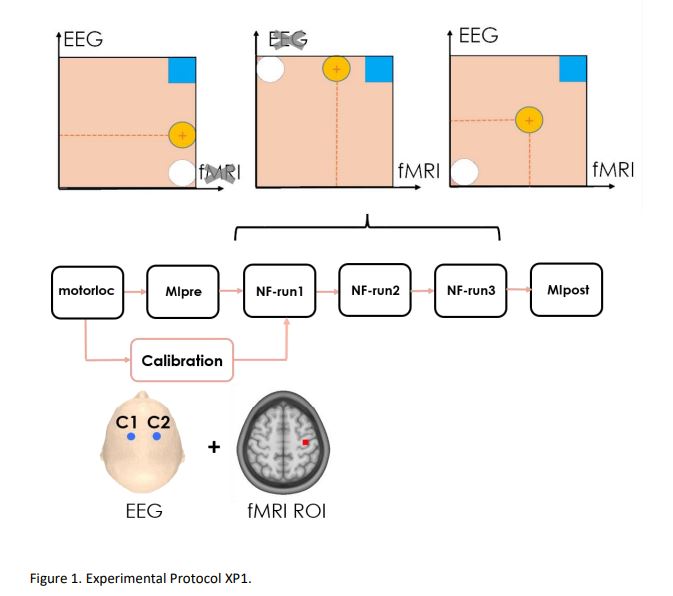 EEG
fMRI
EEG
fMRI
EEG
fMRI
motorloc
MIpre
NF-run1
NF-run2
NF-run3
MIpost
Calibration
C1 C2
+
EEG
fMRI ROI
Figure 1. Experimental Protocol XP1.